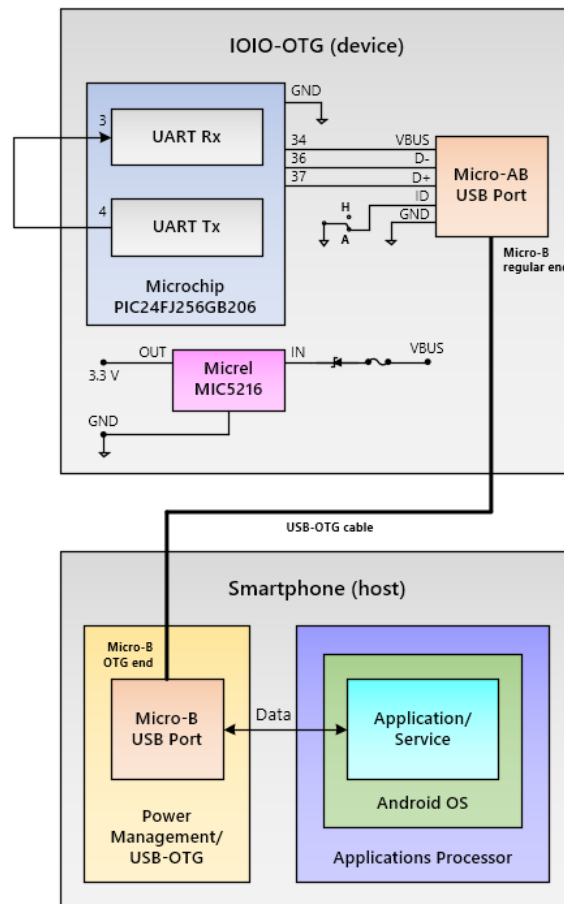 IOIO-OTG (device)
GND
3
UART Rx
34
VBUS
36
D-
37
D+
Micro-AB
USB Port
ID
GND
H
A
4
UART Tx
Micro-B
regular end
Microchip
PIC24FJ256GB206
OUT
Micrel
MIC5216
IN
VBUS
3.3 V
GND
USB-OTG cable
Smartphone (host)
Micro-B
OTG end
Micro-B
USB Port
Data
Application/
Service
Android OS
Power
Management/
USB-OTG
Applications Processor